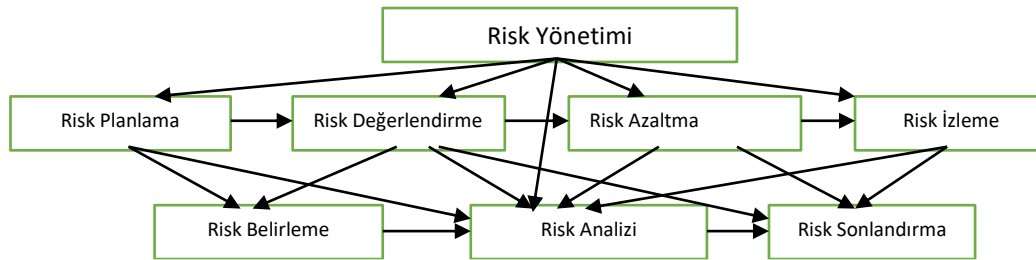 Risk Yönetimi
Risk Planlama
Risk Değerlendirme
Risk Azaltma
Risk İzleme
Risk Belirleme
Risk Analizi
Risk Sonlandırma